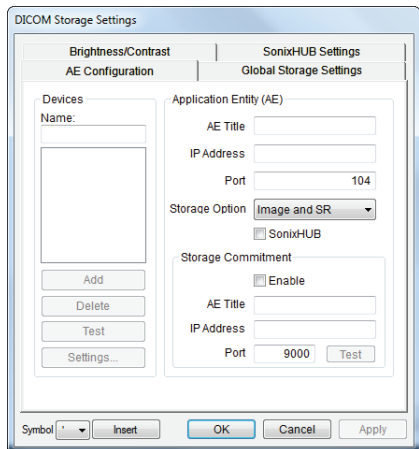 DICOM Storage Settings
Brightness/Contrast SonixHUB Settings
AE Configuration Global Storage Settings
Devices
Name:
Add
Delete
Test
Settings...
Application Entity (AE)
AE Title
IP Address
Port 104
Storage Option Image and SR
SonixHUB
Storage Commitment
Enable
AE Title
IP Address
Port 9000 Test
Symbol ' Insert OK Cancel Apply